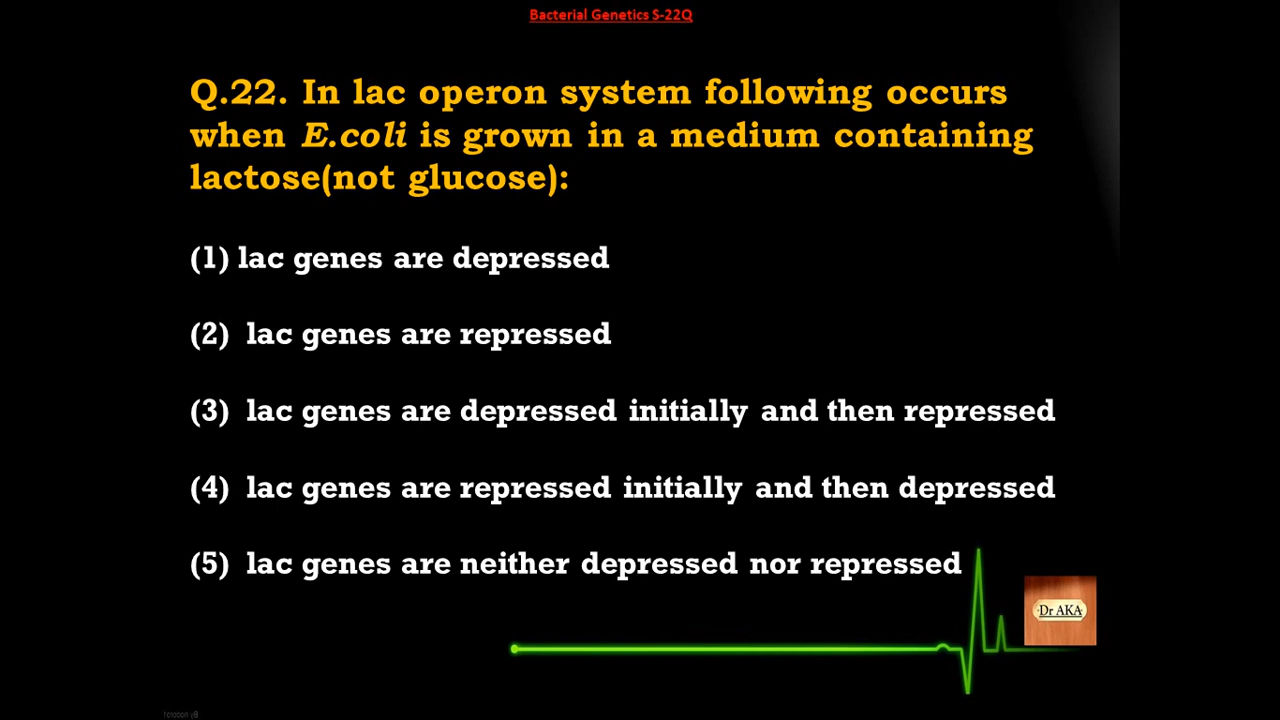 Bacterial Genetics S-22Q
Q.22. In lac operon system following occurs
when E.coli is grown in a medium containing
lactose(not glucose):
(1) lac genes are depressed
(2) lac genes are repressed
(3) lac genes are depressed initially and then repressed
(4) lac genes are repressed initially and then depressed
(5) lac genes are neither depressed nor repressed
Dr AKA